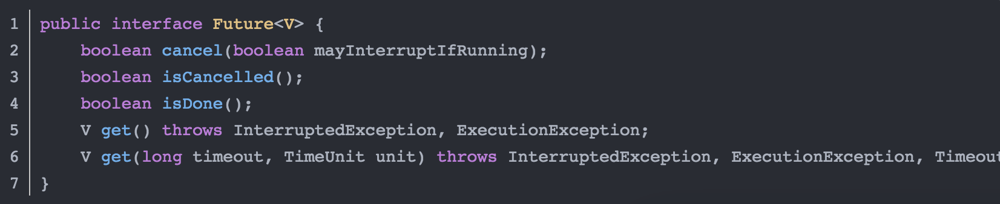 1 public interface Future<V> {
2     boolean cancel(boolean mayInterruptIfRunning);
3     boolean isCancelled();
4     boolean isDone();
5     V get() throws InterruptedException, ExecutionException;
6     V get(long timeout, TimeUnit unit) throws InterruptedException, ExecutionException, Timeout
7 }